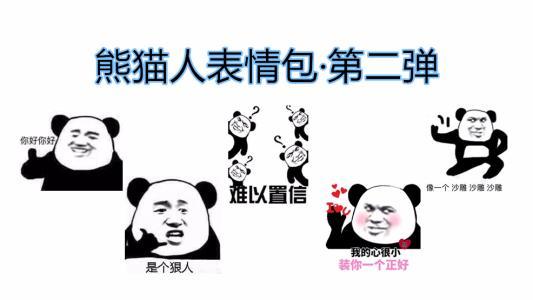 熊猫人表情包·第二弹
你好你好
难以置信
像一个 沙雕 沙雕 沙雕
是个狠人
我的心很小
装你一个正好